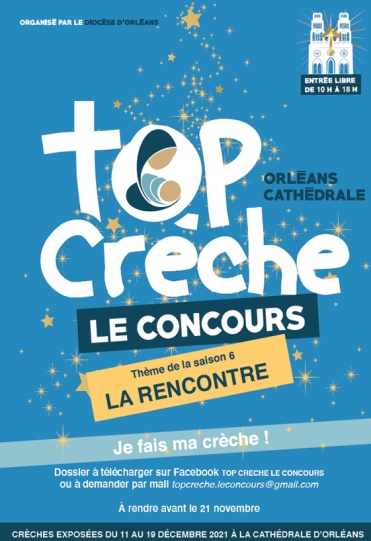 ORGANISÉ PAR LE DIOCÈSE D'ORLÉANS
ENTRÉE LIBRE
DE 10 H À 18 H
TOP
ORLÉANS
CATHÉDRALE
Crèche
LE CONCOURS
Thème de la saison 6
LA RENCONTRE
Je fais ma crèche !
Dossier à télécharger sur Facebook TOP CRECHE LE CONCOURS
ou à demander par mail topcreche.leconcours@gmail.com
À rendre avant le 21 novembre
CRÈCHES EXPOSÉES DU 11 AU 19 DÉCEMBRE 2021 À LA CATHÉDRALE D'ORLÉANS